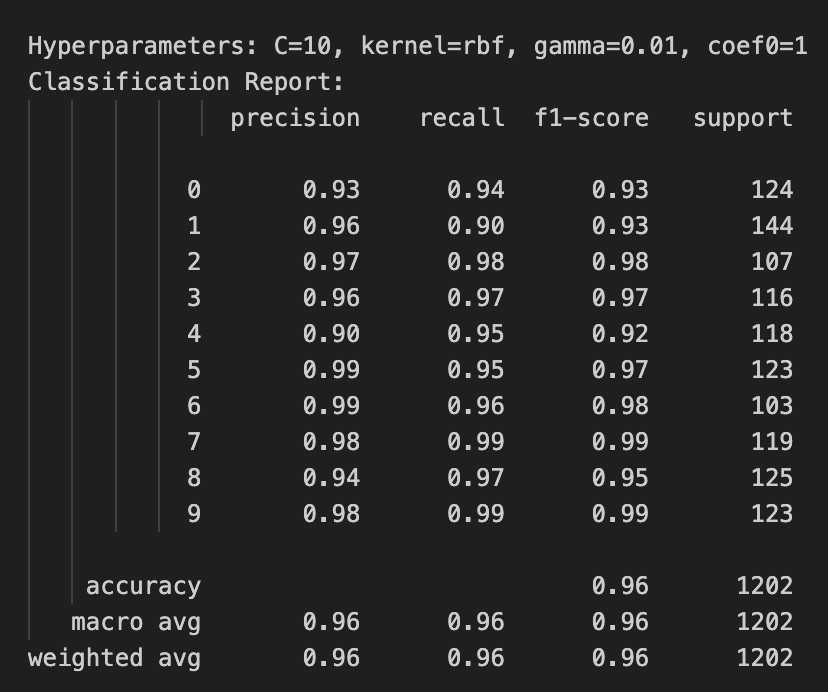 Hyperparameters: C=10, kernel=rbf, gamma=0.01, coef0=1
Classification Report:
precision recall f1-score support
0 0.93 0.94 0.93 124
1 0.96 0.90 0.93 144
2 0.97 0.98 0.98 107
3 0.96 0.97 0.97 116
4 0.90 0.95 0.92 118
5 0.99 0.95 0.97 123
6 0.99 0.96 0.98 103
7 0.98 0.99 0.99 119
8 0.94 0.97 0.95 125
9 0.98 0.99 0.99 123
accuracy 0.96 1202
macro avg 0.96 0.96 0.96 1202
weighted avg 0.96 0.96 0.96 1202